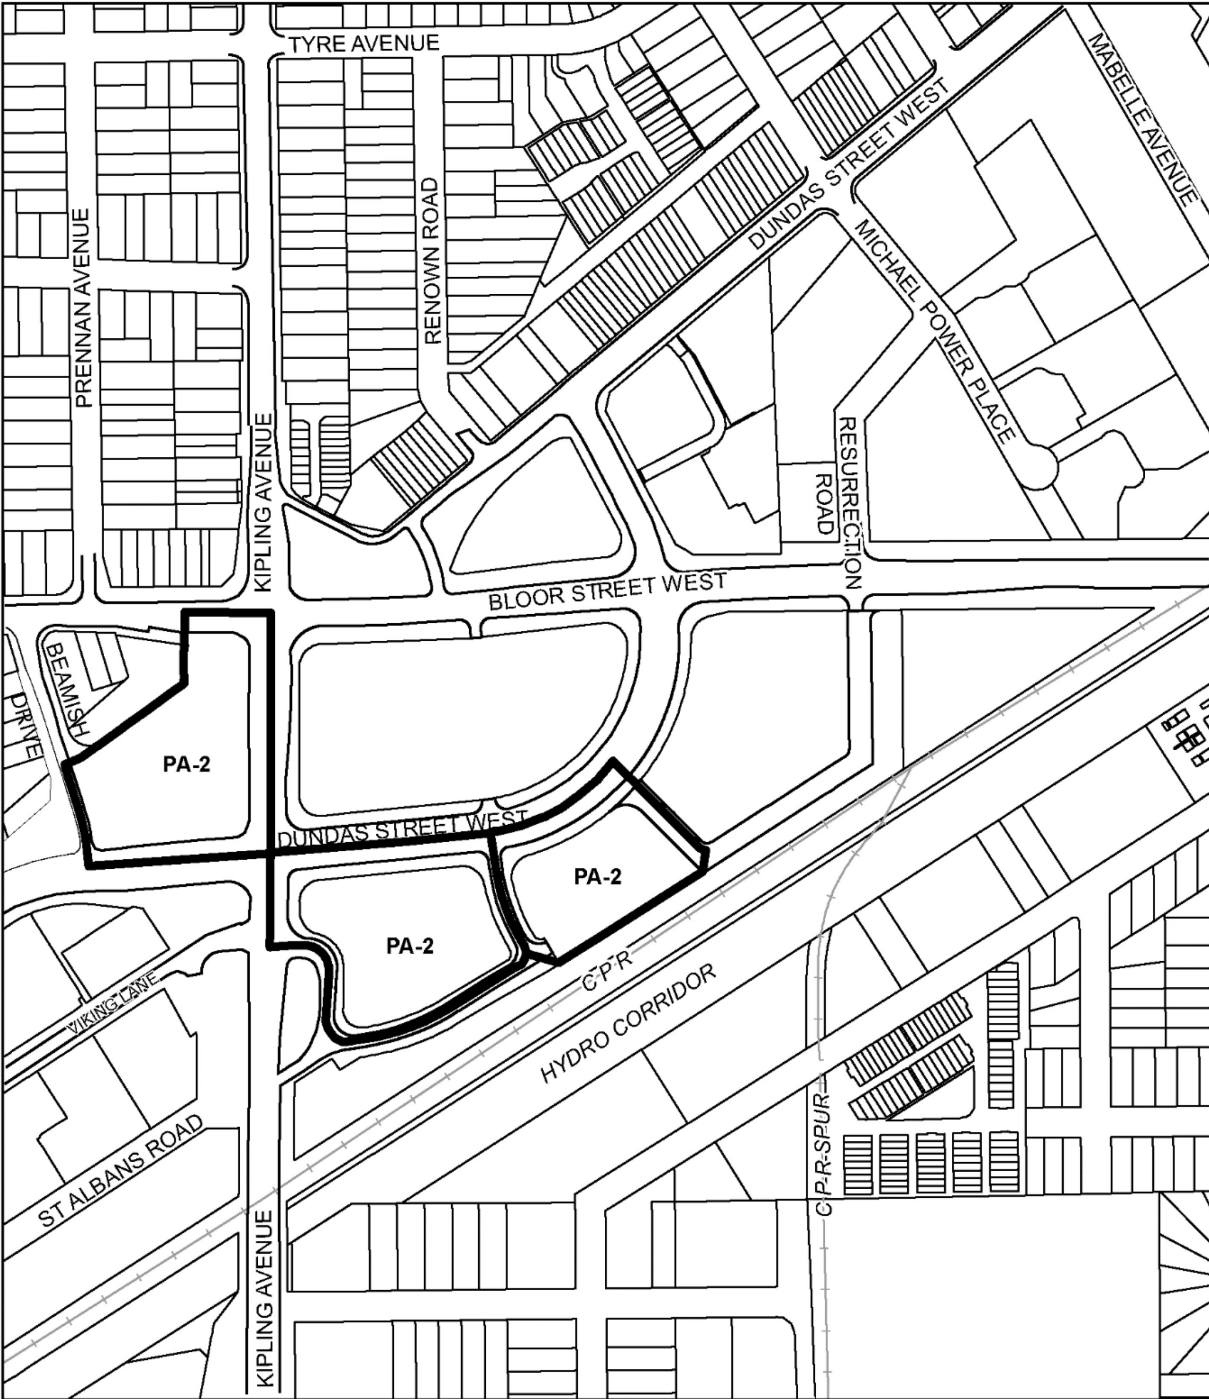 TYRE AVENUE
MABELLE AVENUE
DUNDAS STREET WEST
PRENNAN AVENUE
RENOWN ROAD
MICHAEL POWER PLACE
KIPLING AVENUE
RESURRECTION
ROAD
BLOOR STREET WEST
BEAMISH
DRIVE
PA-2
DUNDAS STREET WEST
PA-2
PA-2
C P R
VIKING LANE
HYDRO CORRIDOR
ST ALBANS ROAD
C P R SPUR
KIPLING AVENUE